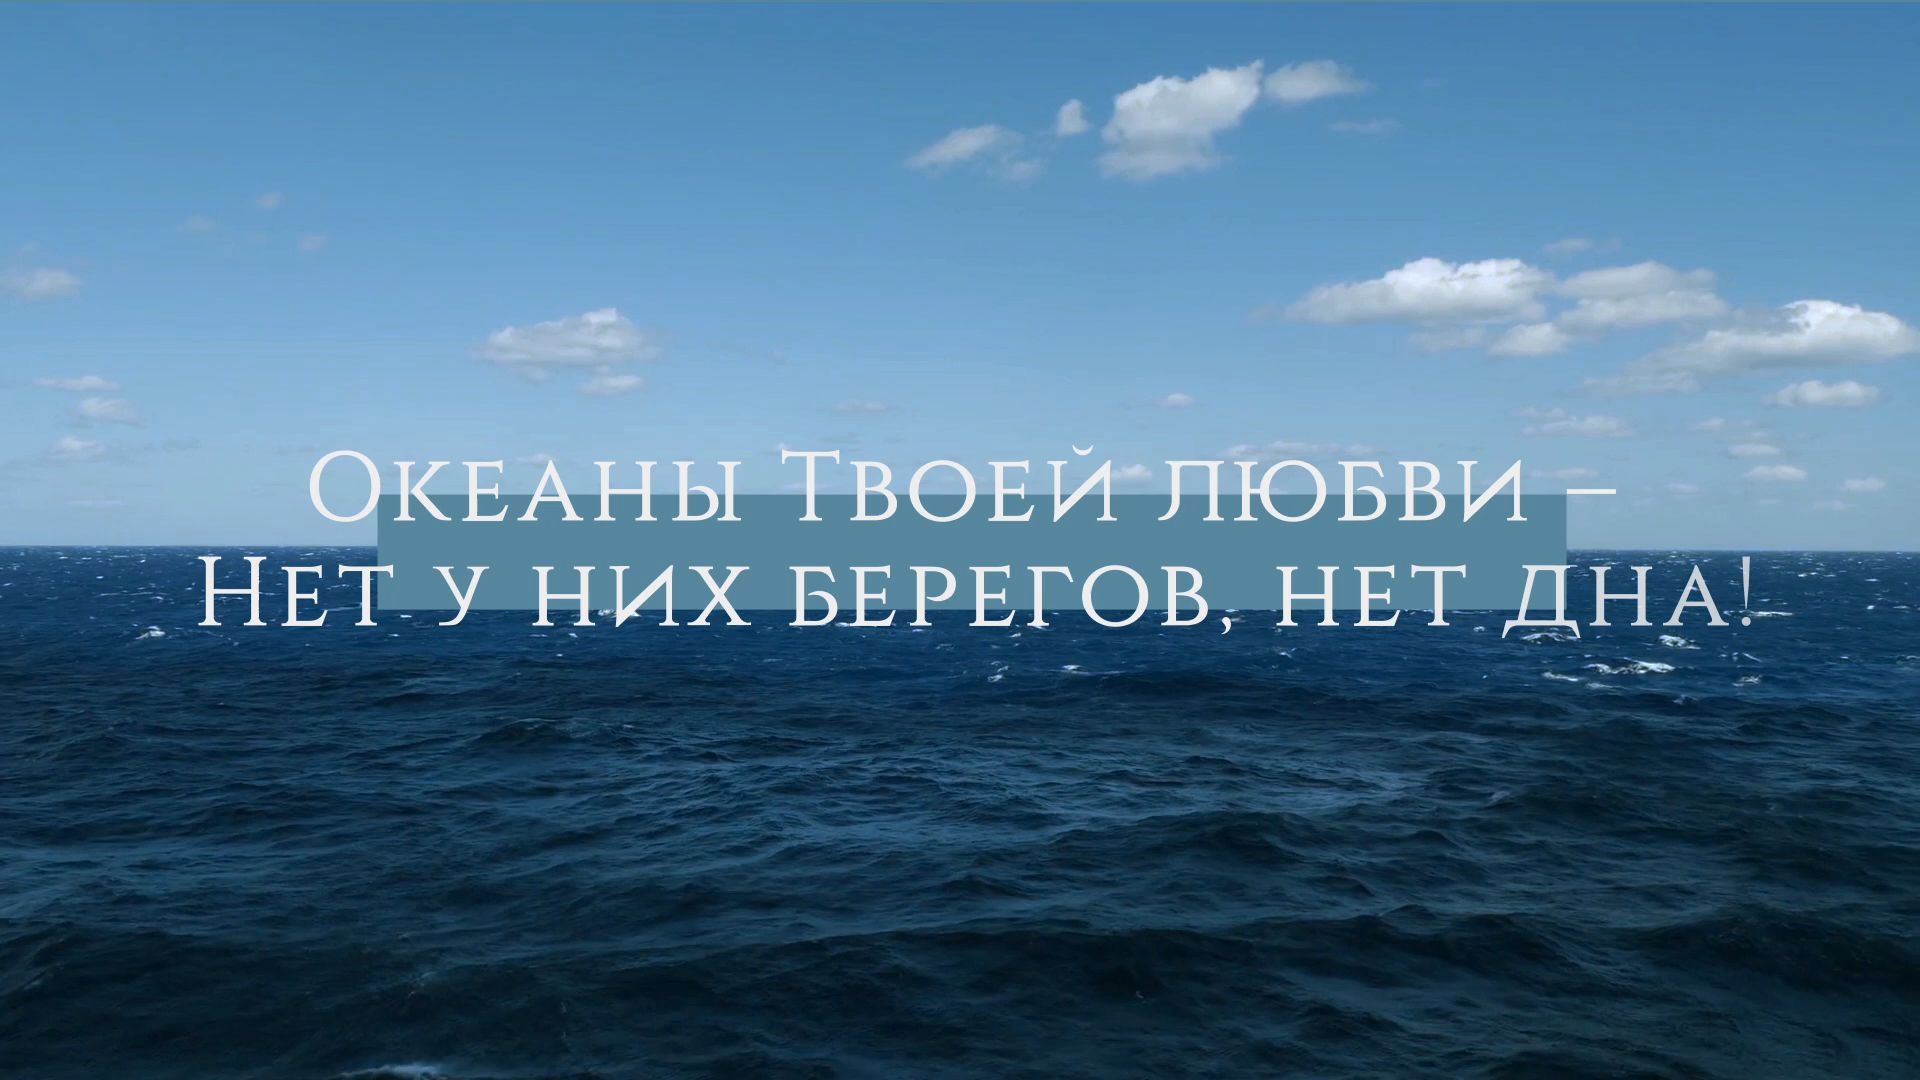 Океаны Твоей любви –
Нет у них берегов, нет дна!